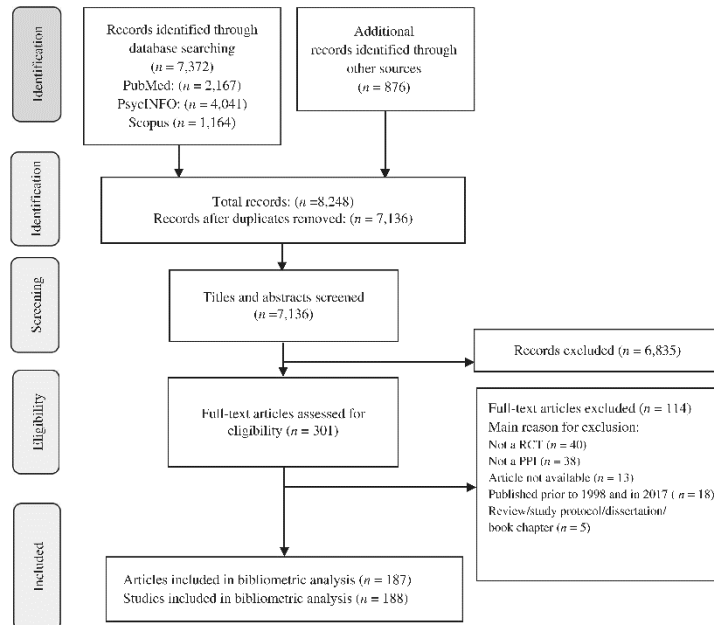 Identification
Records identified through
database searching
(n = 7,372)
PubMed: (n = 2,167)
PsycINFO: (n = 4,041)
Scopus (n = 1,164)
Additional
records identified through
other sources
(n = 876)
Identification
Total records: (n =8,248)
Records after duplicates removed: (n = 7,136)
Screening
Titles and abstracts screened
(n =7,136)
Records excluded (n = 6,835)
Eligibility
Full-text articles assessed for
eligibility (n = 301)
Full-text articles excluded (n = 114)
Main reason for exclusion:
Not a RCT (n = 40)
Not a PPI (n = 38)
Article not available (n = 13)
Published prior to 1998 and in 2017 ( n = 18)
Review/study protocol/dissertation/
book chapter (n = 5)
Included
Articles included in bibliometric analysis (n = 187)
Studies included in bibliometric analysis (n = 188)